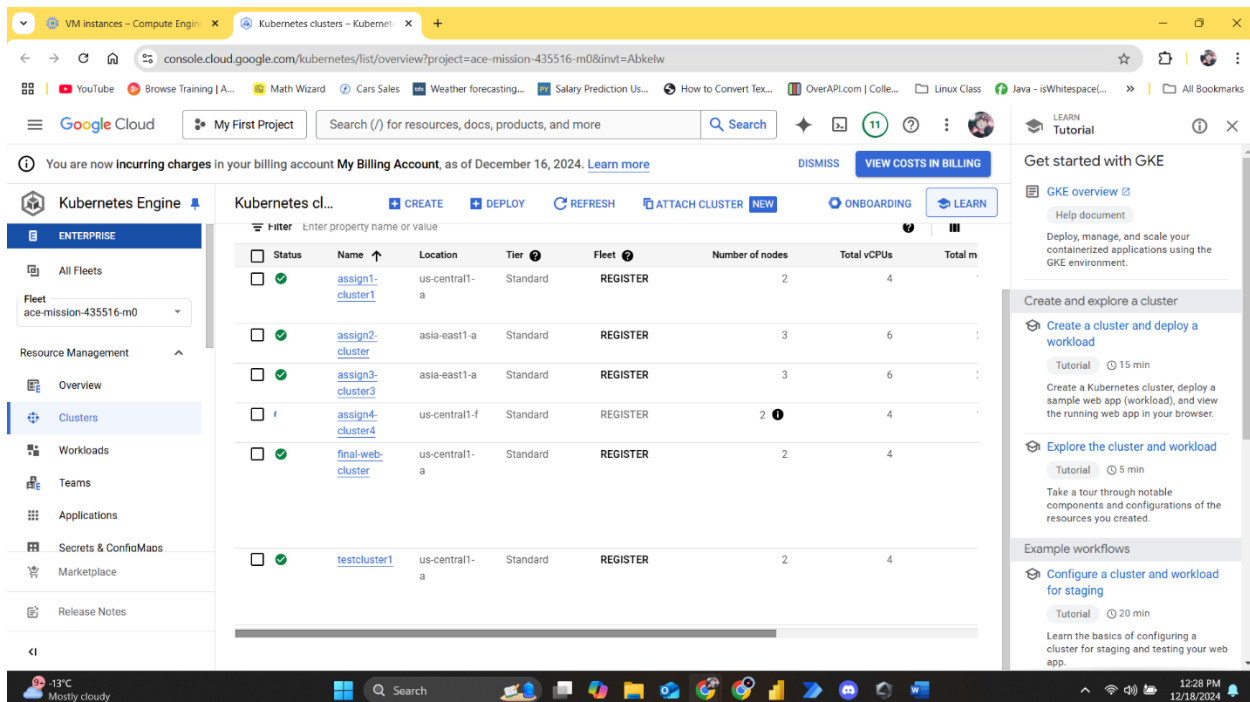 VM instances – Compute Engin
Kubernetes clusters – Kubernet
console.cloud.google.com/kubernetes/list/overview?project=ace-mission-435516-m0&invt=Abkelw
YouTube
Browse Training | A...
Math Wizard
Cars Sales
Weather forecasting...
Salary Prediction Us...
How to Convert Tex...
OverAPI.com | Colle...
Linux Class
Java - isWhitespace(...
All Bookmarks
Google Cloud
My First Project
Search (/) for resources, docs, products, and more
Search
11
LEARN
Tutorial
You are now incurring charges in your billing account My Billing Account, as of December 16, 2024. Learn more
DISMISS
VIEW COSTS IN BILLING
Kubernetes Engine
ENTERPRISE
All Fleets
Fleet
ace-mission-435516-m0
Resource Management
Overview
Clusters
Workloads
Teams
Applications
Secrets & ConfigMaps
Marketplace
Release Notes
Kubernetes cl...
CREATE
DEPLOY
REFRESH
ATTACH CLUSTER NEW
ONBOARDING
LEARN
Filter Enter property name or value
Status Name Location Tier Fleet Number of nodes Total vCPUs Total m
assign1- us-central1- Standard REGISTER 2 4
cluster1 a
assign2- asia-east1-a Standard REGISTER 3 6
cluster
assign3- asia-east1-a Standard REGISTER 3 6
cluster3
assign4- us-central1-f Standard REGISTER 2 4
cluster4
final-web- us-central1- Standard REGISTER 2 4
cluster a
testcluster1 us-central1- Standard REGISTER 2 4
a
Get started with GKE
GKE overview
Help document
Deploy, manage, and scale your
containerized applications using the
GKE environment.
Create and explore a cluster
Create a cluster and deploy a
workload
Tutorial 15 min
Create a Kubernetes cluster, deploy a
sample web app (workload), and view
the running web app in your browser.
Explore the cluster and workload
Tutorial 5 min
Take a tour through notable
components and configurations of the
resources you created.
Example workflows
Configure a cluster and workload
for staging
Tutorial 20 min
Learn the basics of configuring a
cluster for staging and testing your web
app.
9+
-13°C
Mostly cloudy
Search
12:28 PM
12/18/2024